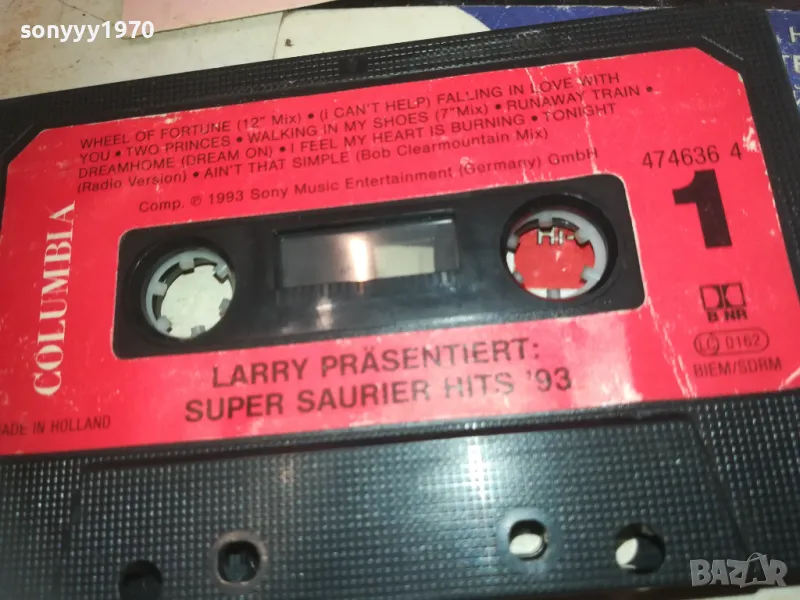 sonyyy1970
WHEEL OF FORTUNE (12" Mix) • (I CAN'T HELP) FALLING IN LOVE WITH
YOU • TWO PRINCES • WALKING IN MY SHOES (7"Mix) • RUNAWAY TRAIN •
DREAMHOME (DREAM ON) • I FEEL MY HEART IS BURNING • TONIGHT
(Radio Version) • AIN'T THAT SIMPLE (Bob Clearmountain Mix)
Comp. ℗ 1993 Sony Music Entertainment (Germany) GmbH
474636 4
1
COLUMBIA
HI-
B NR
LC 0162
BIEM/SDRM
LARRY PRÄSENTIERT:
SUPER SAURIER HITS '93
MADE IN HOLLAND
BAZAR